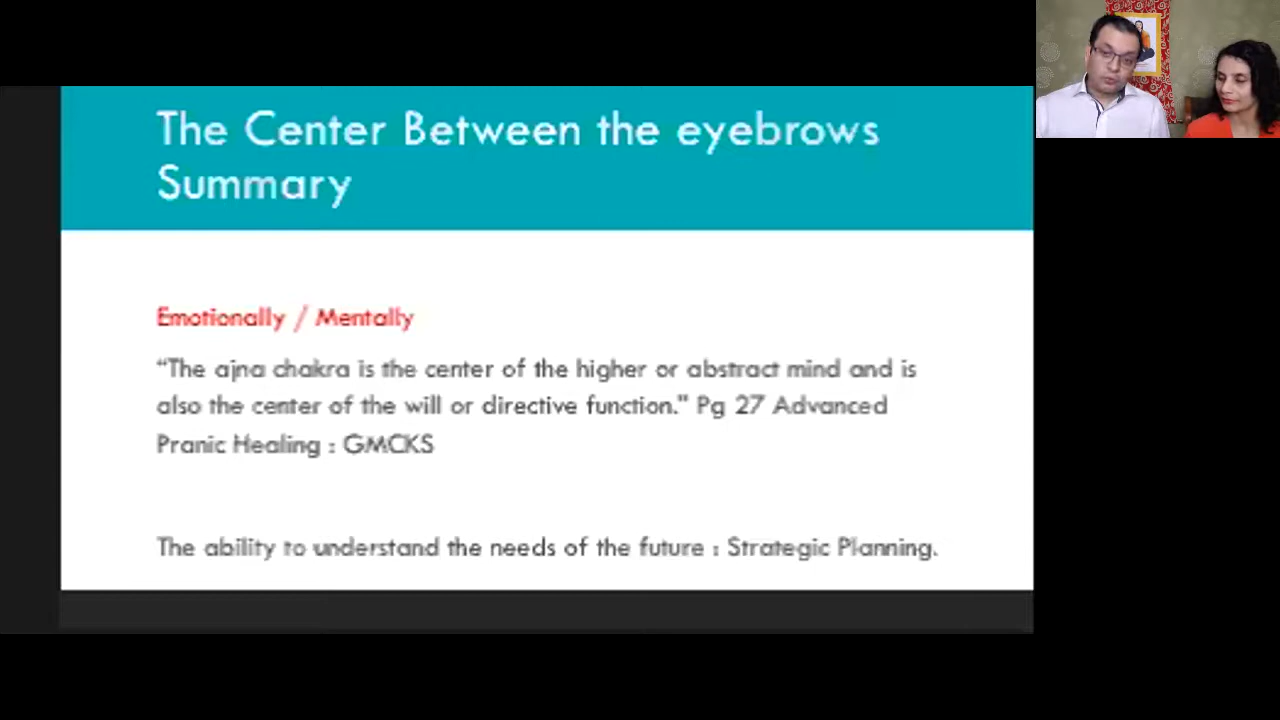 The Center Between the eyebrows
Summary
Emotionally / Mentally
“The ajna chakra is the center of the higher or abstract mind and is
also the center of the will or directive function." Pg 27 Advanced
Pranic Healing : GMCKS
The ability to understand the needs of the future : Strategic Planning.